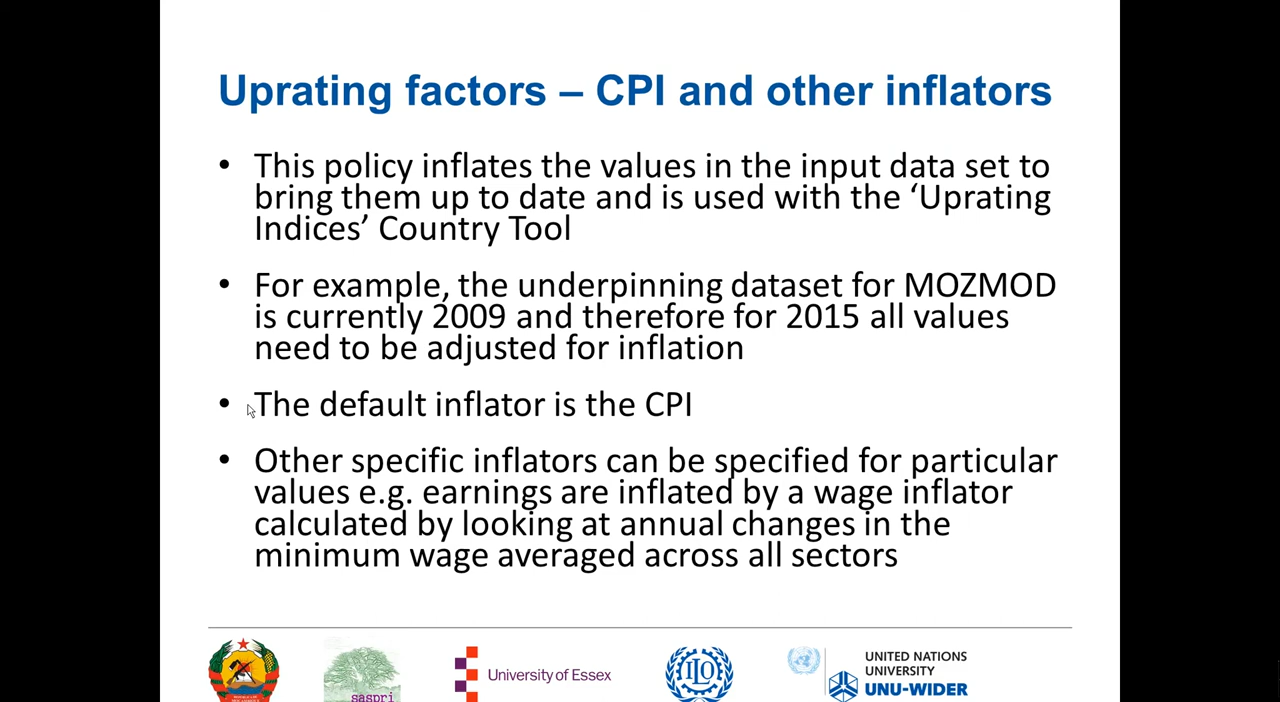 Uprating factors – CPI and other inflators
• This policy inflates the values in the input data set to
bring them up to date and is used with the ‘Uprating
Indices’ Country Tool
• For example, the underpinning dataset for MOZMOD
is currently 2009 and therefore for 2015 all values
need to be adjusted for inflation
• The default inflator is the CPI
• Other specific inflators can be specified for particular
values e.g. earnings are inflated by a wage inflator
calculated by looking at annual changes in the
minimum wage averaged across all sectors
saspri
University of Essex
ILO
UNITED NATIONS
UNIVERSITY
UNU-WIDER